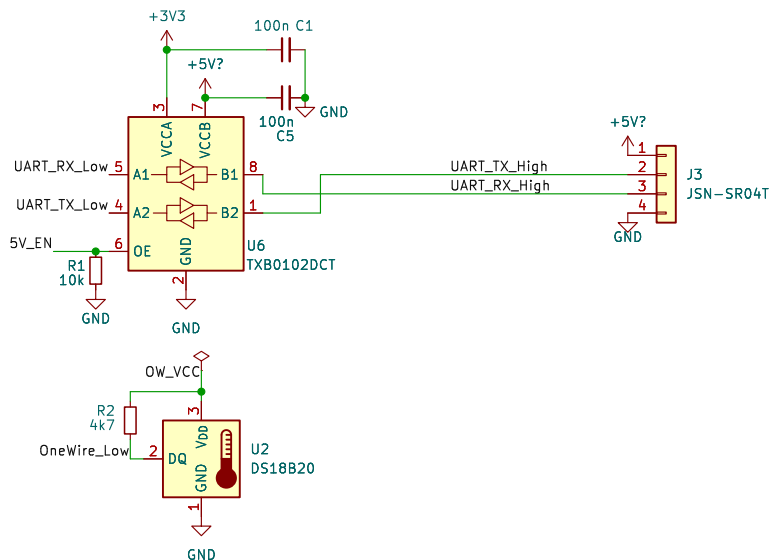 +3V3
100n C1
+5V?
100n
C5
GND
3
7
VCCA
VCCB
UART_RX_Low
5
A1
B1
8
UART_TX_Low
4
A2
B2
1
5V_EN
6
OE
GND
2
U6
TXB0102DCT
R1
10k
GND
GND
UART_TX_High
UART_RX_High
+5V?
1
2
3
4
J3
JSN-SR04T
GND
OW_VCC
R2
4k7
3
VDD
OneWire_Low
2
DQ
GND
1
U2
DS18B20
GND